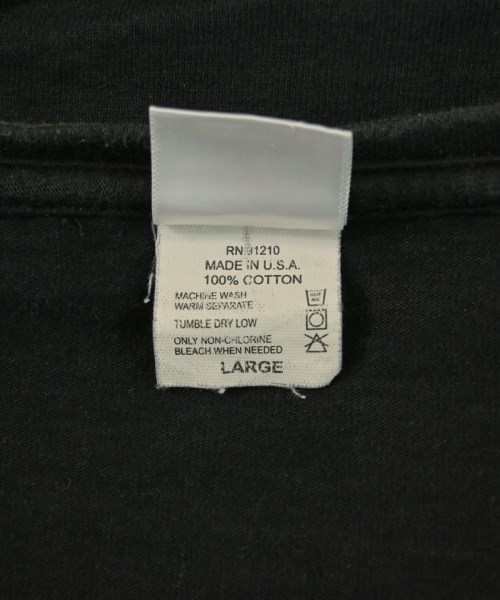 RN 91210
MADE IN U.S.A.
100% COTTON
MACHINE WASH
WARM SEPARATE
TUMBLE DRY LOW
ONLY NON-CHLORINE
BLEACH WHEN NEEDED
LARGE